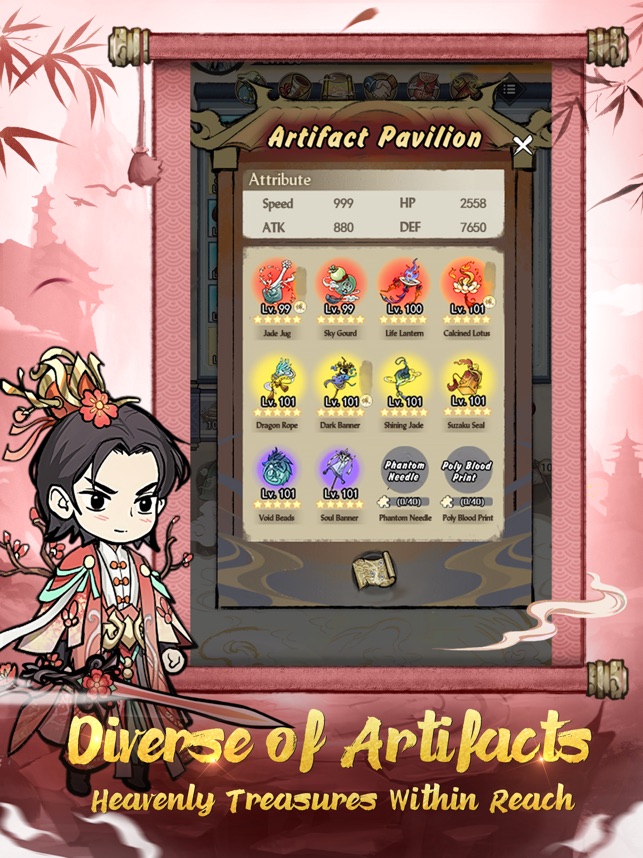 Artifact Pavilion
Attribute
Speed 999 HP 2558
ATK 880 DEF 7650
Lv. 99 Lv. 99 Lv. 100 Lv. 101
Jade Jug Sky Gourd Life Lantern Calcined Lotus
Lv. 101 Lv. 101 Lv. 101 Lv. 101
Dragon Rope Dark Banner Shining Jade Suzaku Seal
Lv. 101 Lv. 101 Phantom Needle Poly Blood Print
(0/40) (0/40)
Void Beads Soul Banner Phantom Needle Poly Blood Print
Diverse of Artifacts
Heavenly Treasures Within Reach